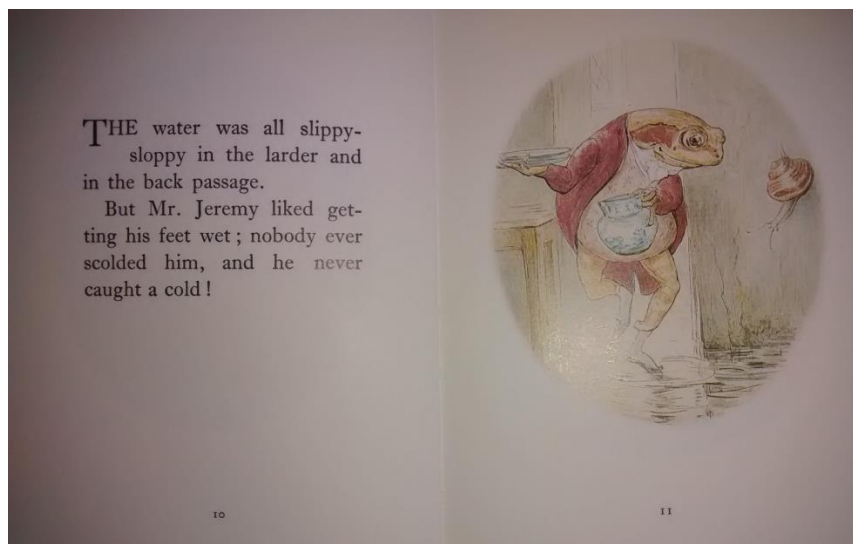 THE water was all slippy-
sloppy in the larder and
in the back passage.
But Mr. Jeremy liked get-
ting his feet wet ; nobody ever
scolded him, and he never
caught a cold !
10
11